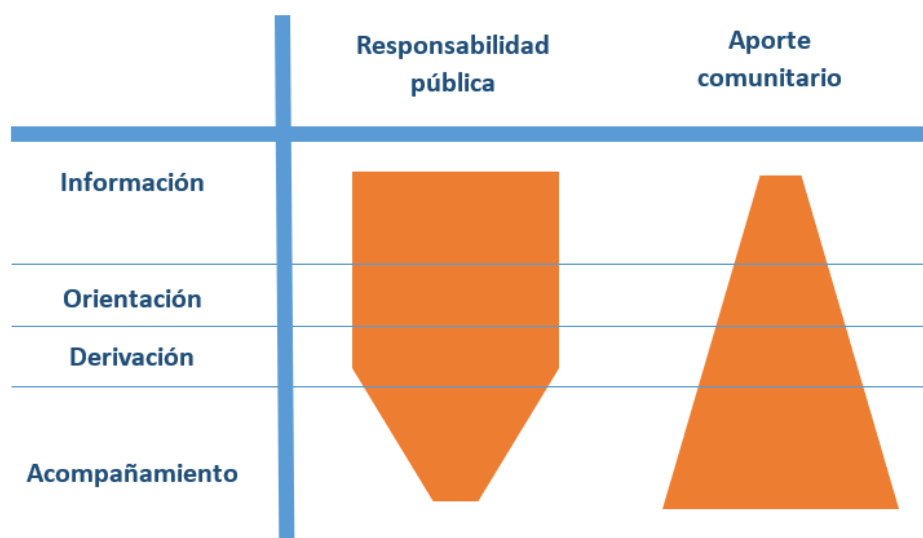 Responsabilidad
pública
Aporte
comunitario
Información
Orientación
Derivación
Acompañamiento